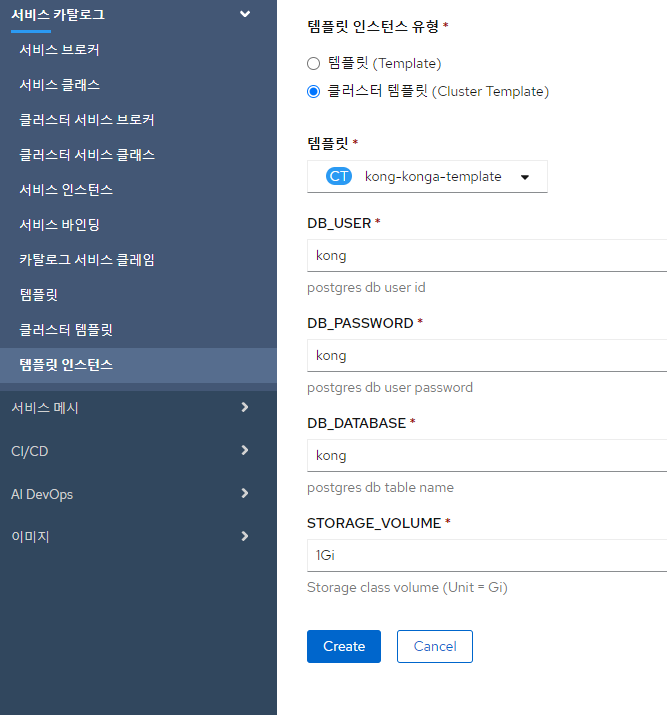 서비스 카탈로그
서비스 브로커
서비스 클래스
클러스터 서비스 브로커
클러스터 서비스 클래스
서비스 인스턴스
서비스 바인딩
카탈로그 서비스 클레임
템플릿
클러스터 템플릿
템플릿 인스턴스
서비스 메시
CI/CD
AI DevOps
이미지
템플릿 인스턴스 유형 *
템플릿 (Template)
클러스터 템플릿 (Cluster Template)
템플릿 *
CT kong-konga-template
DB_USER *
kong
postgres db user id
DB_PASSWORD *
kong
postgres db user password
DB_DATABASE *
kong
postgres db table name
STORAGE_VOLUME *
1Gi
Storage class volume (Unit = Gi)
Create Cancel